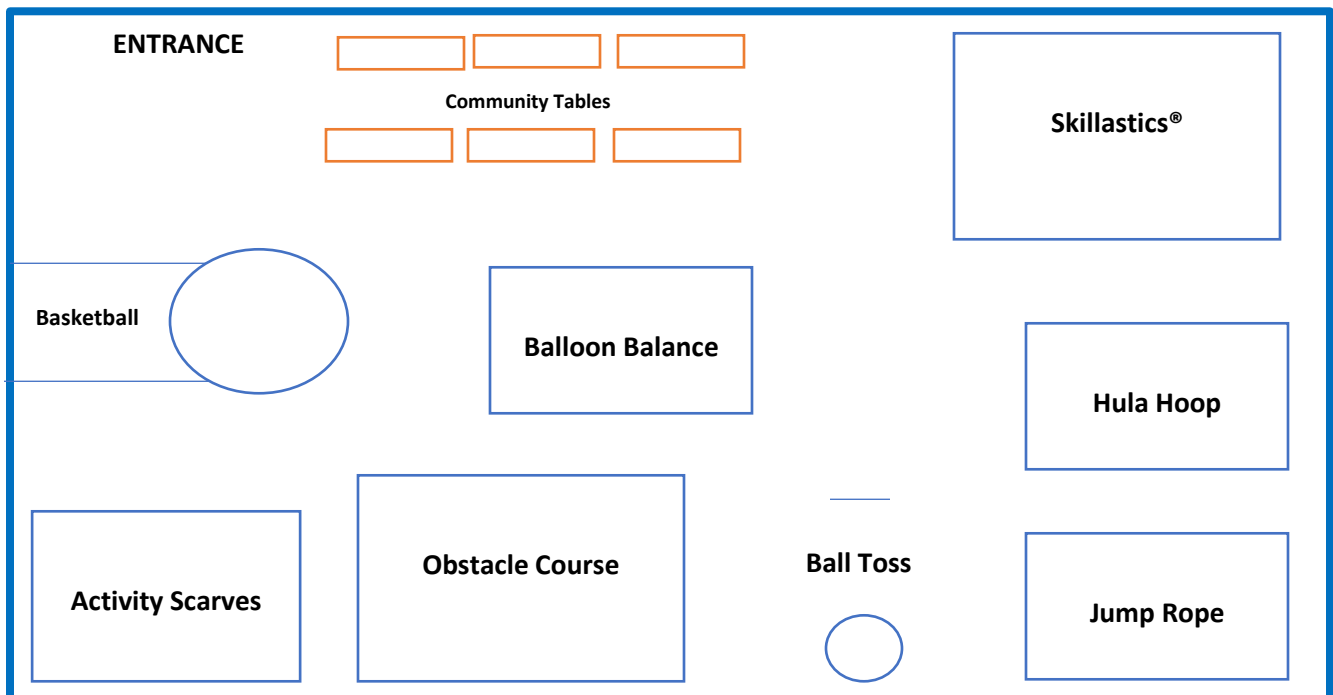 ENTRANCE
Community Tables
Skillastics®
Basketball
Balloon Balance
Hula Hoop
Obstacle Course
Ball Toss
Activity Scarves
Jump Rope